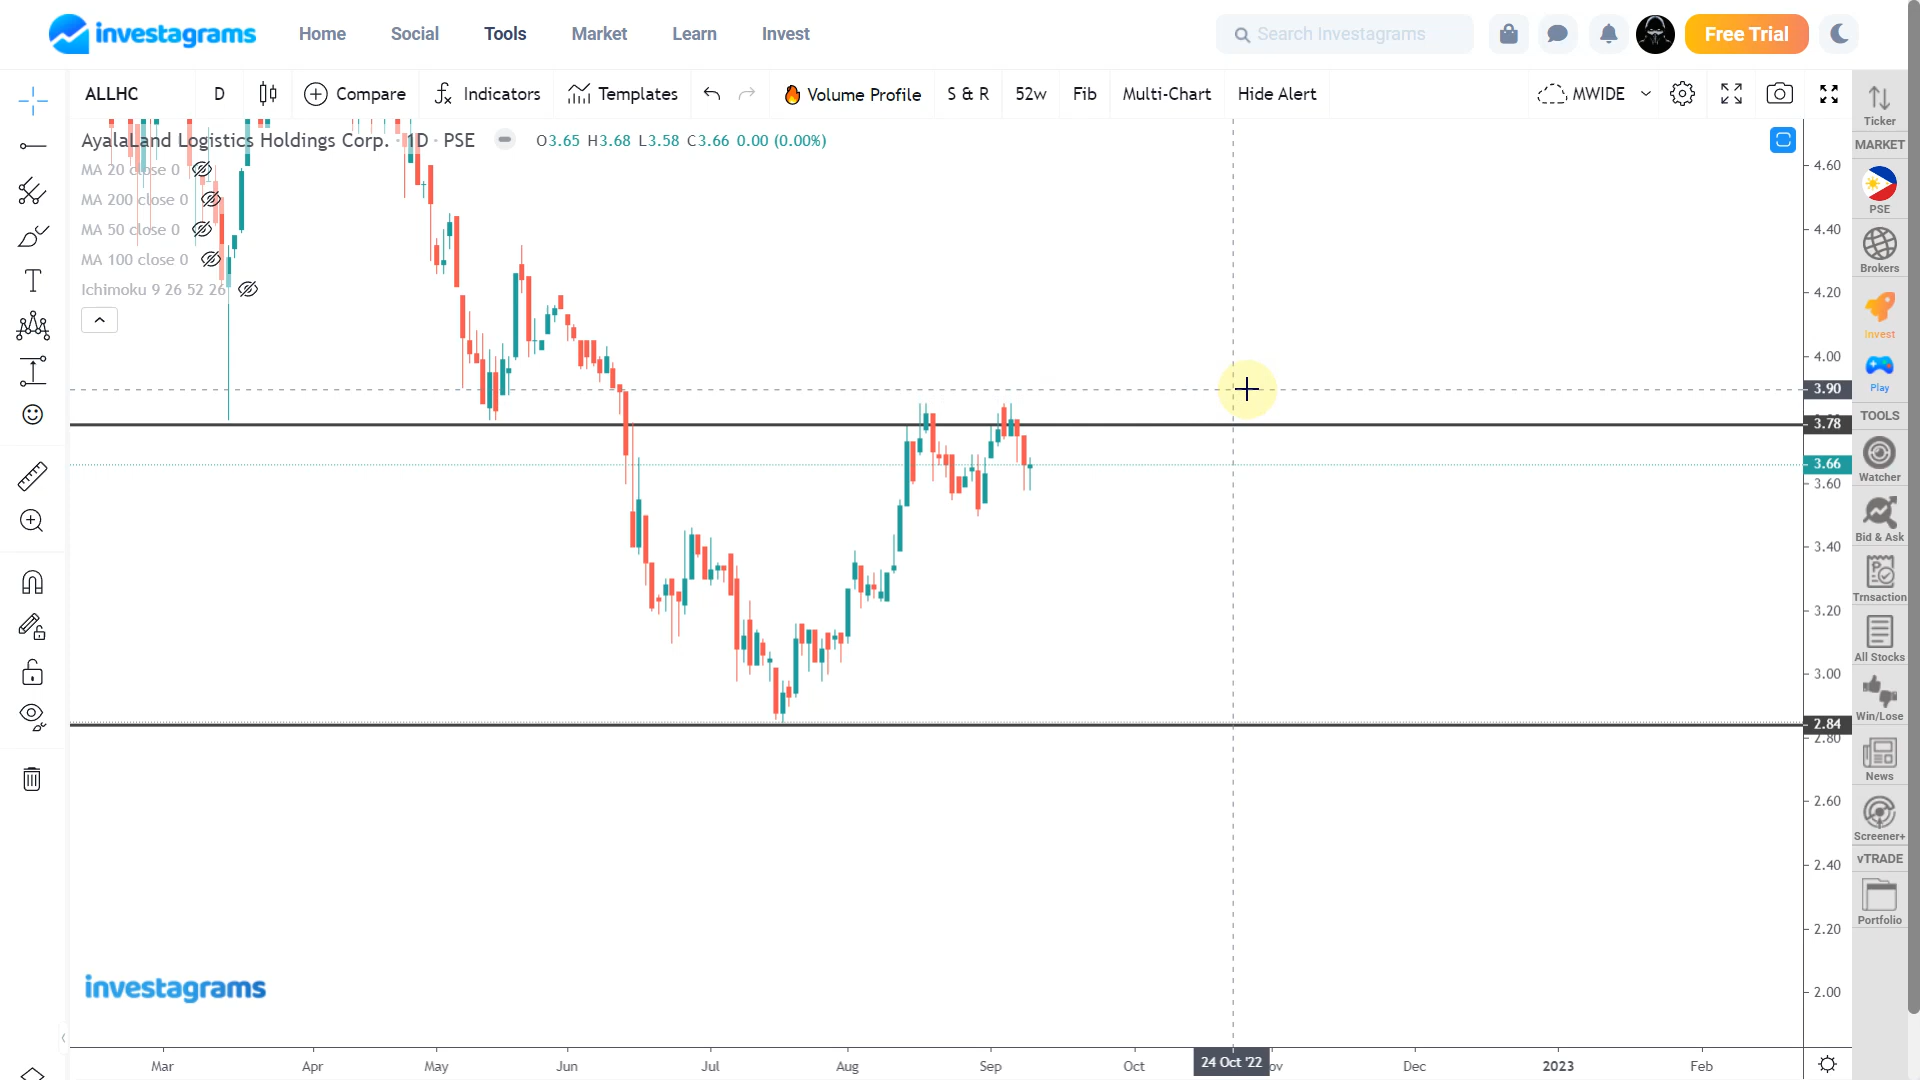 investagrams
Home Social Tools Market Learn Invest
Search Investagrams
Free Trial
ALLHC D Compare Indicators Templates Volume Profile S & R 52w Fib Multi-Chart Hide Alert MWIDE
AyalaLand Logistics Holdings Corp. · 1D · PSE O3.65 H3.68 L3.58 C3.66 0.00 (0.00%)
MA 20 close 0
MA 200 close 0
MA 50 close 0
MA 100 close 0
Ichimoku 9 26 52 26
4.60
4.40
4.20
4.00
3.90
3.78
3.66
3.60
3.40
3.20
3.00
2.84
2.80
2.60
2.40
2.20
2.00
investagrams
Mar Apr May Jun Jul Aug Sep Oct 24 Oct '22 Dec 2023 Feb
Ticker
MARKET
PSE
Brokers
Invest
Play
TOOLS
Watcher
Bid & Ask
Trnsaction
All Stocks
Win/Lose
News
Screener+
vTRADE
Portfolio